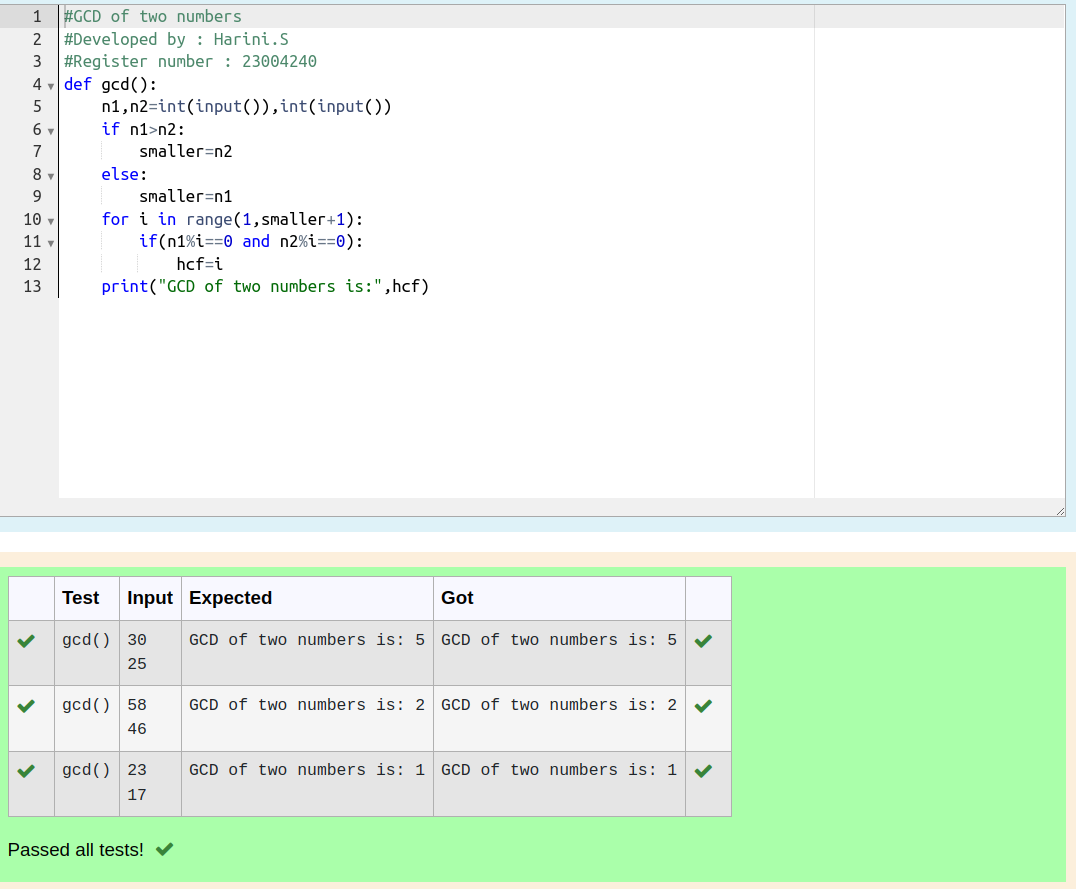 1 #GCD of two numbers
2 #Developed by : Harini.S
3 #Register number : 23004240
4 def gcd():
5     n1,n2=int(input()),int(input())
6     if n1>n2:
7         smaller=n2
8     else:
9         smaller=n1
10     for i in range(1,smaller+1):
11         if(n1%i==0 and n2%i==0):
12             hcf=i
13     print("GCD of two numbers is:",hcf)
Test Input Expected Got
gcd() 30 GCD of two numbers is: 5 GCD of two numbers is: 5
25
gcd() 58 GCD of two numbers is: 2 GCD of two numbers is: 2
46
gcd() 23 GCD of two numbers is: 1 GCD of two numbers is: 1
17
Passed all tests!